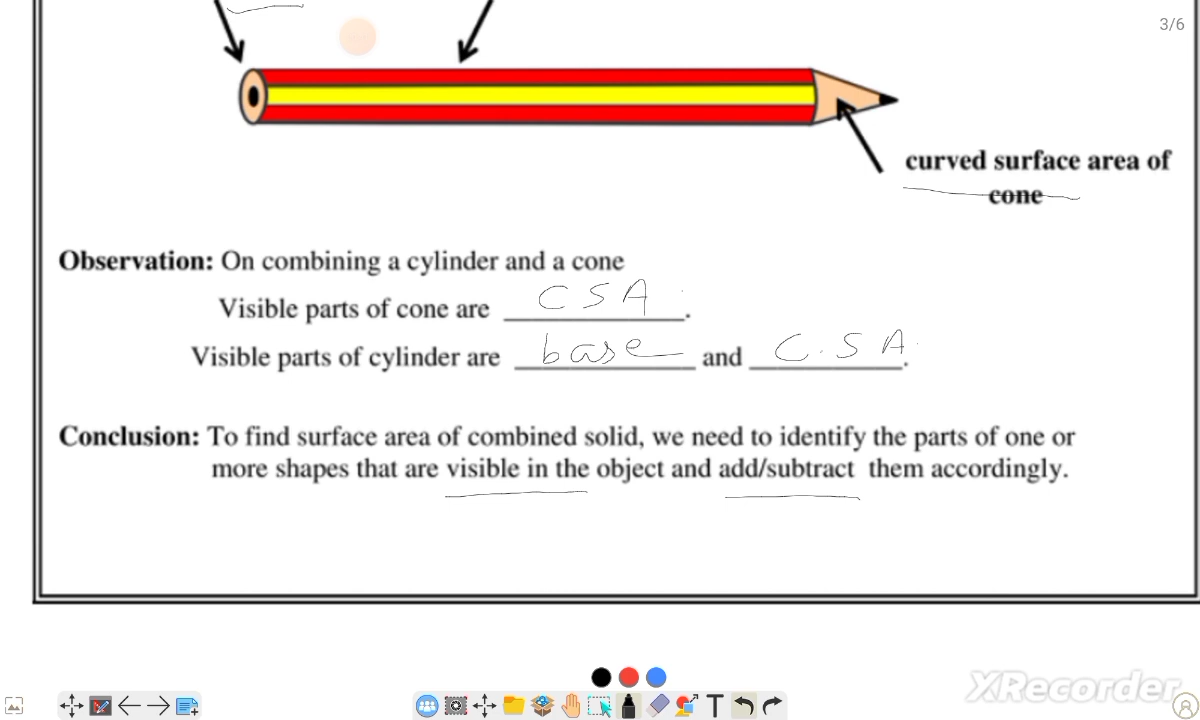 3/6
curved surface area of
cone
Observation: On combining a cylinder and a cone
Visible parts of cone are CSA.
Visible parts of cylinder are base and C.S A.
Conclusion: To find surface area of combined solid, we need to identify the parts of one or
more shapes that are visible in the object and add/subtract them accordingly.
T
XRecorder